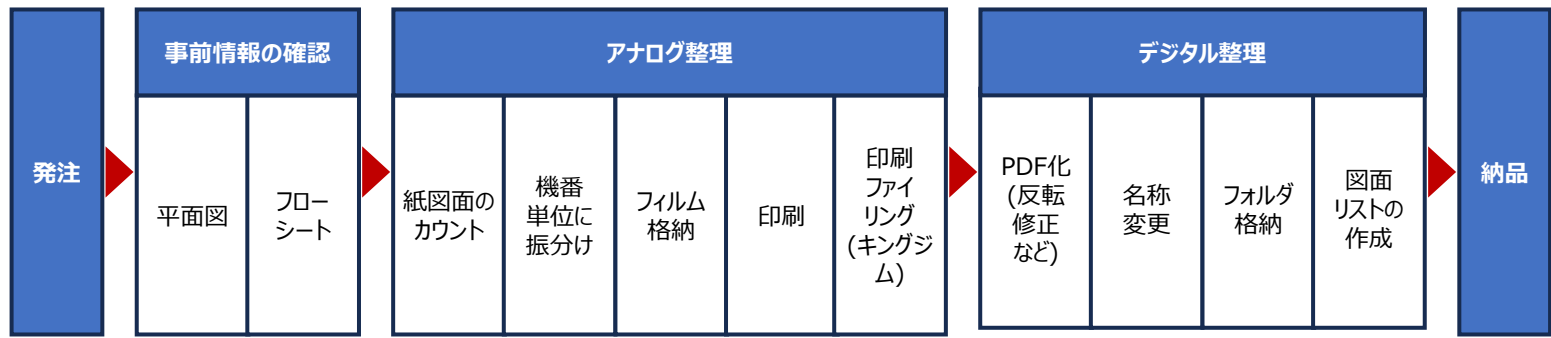 発注
事前情報の確認
平面図
フロー
シート
アナログ整理
紙図面の
カウント
機番
単位に
振分け
フィルム
格納
印刷
印刷
ファイ
リング
(キングジ
ム)
デジタル整理
PDF化
(反転
修正
など)
名称
変更
フォルダ
格納
図面
リストの
作成
納品